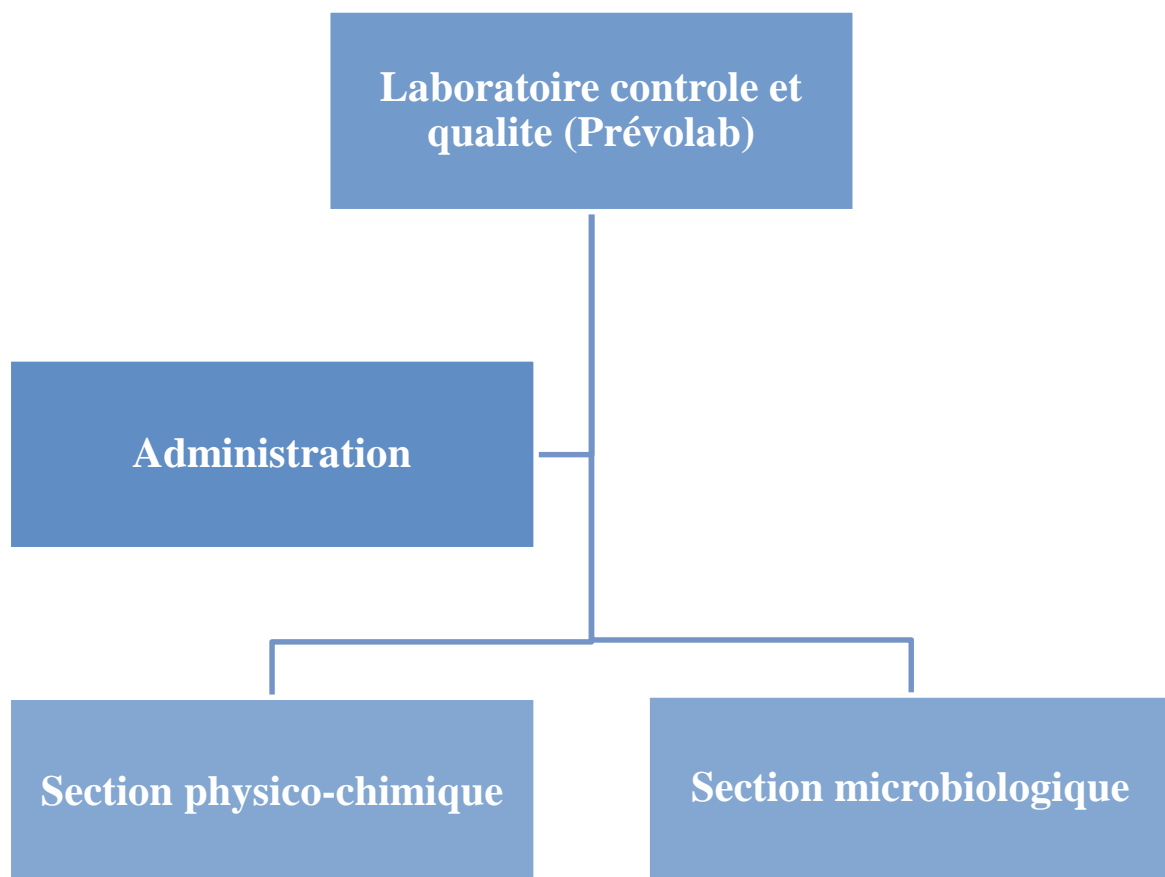 Laboratoire controle et
qualite (Prévolab)
Administration
Section physico-chimique
Section microbiologique